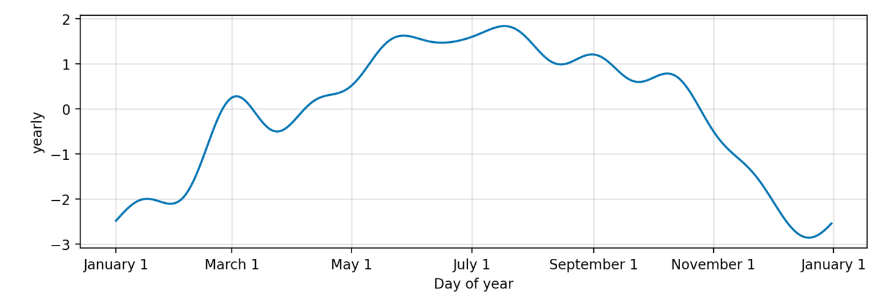 2
1
0
−1
−2
−3
yearly
January 1 March 1 May 1 July 1 September 1 November 1 January 1
Day of year